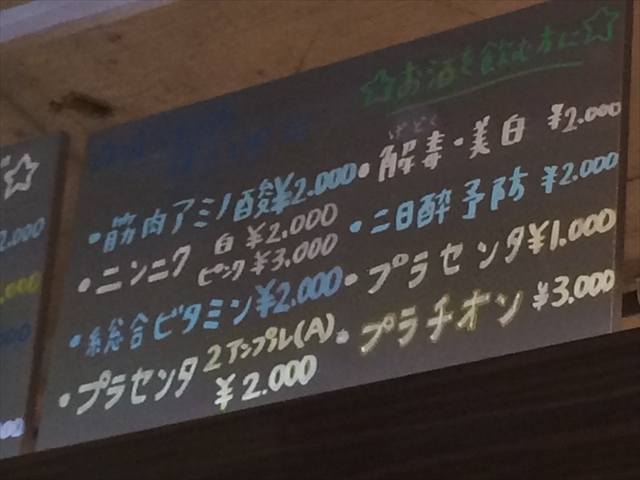 ☆お酒を飲む方に☆
・筋肉アミノ酸¥2.000
・ニンニク 白 ¥2.000
ピンク ¥3,000
・総合ビタミン¥2.000
・プラセンタ 2アンプル(A)
¥2.000
げどく
・解毒・美白 ¥2.000
・二日酔予防 ¥2.000
・プラセンタ¥1.000
・プラチオン ¥3.000
☆